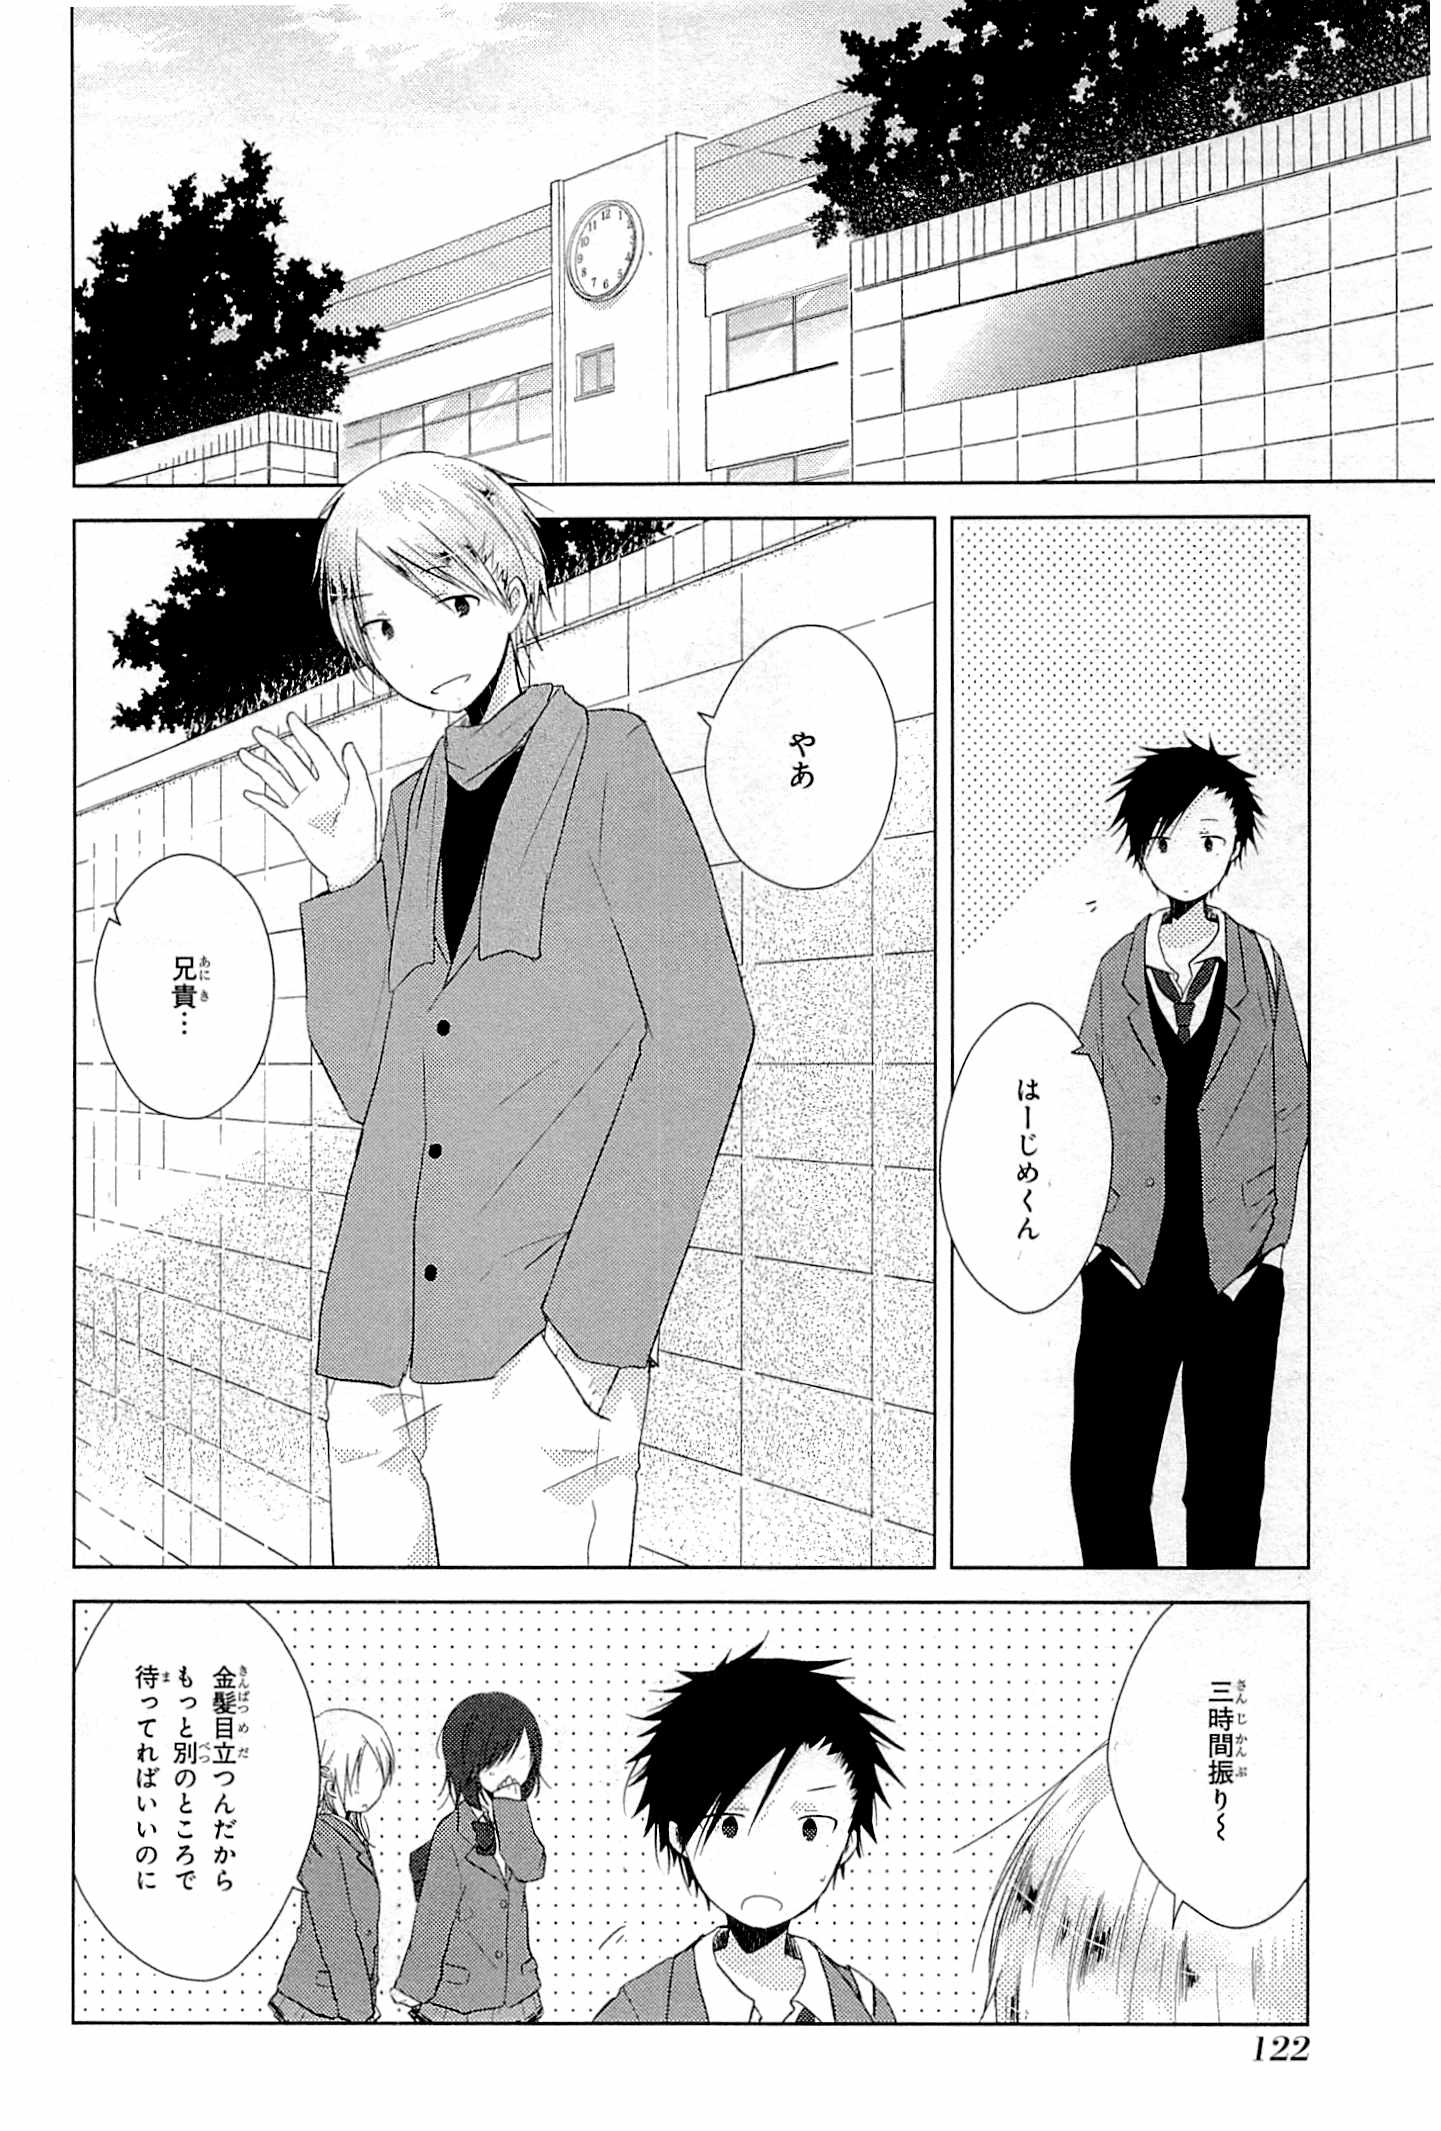 はーじめくん
やあ
兄貴…
三時間振り〜
金髪目立つんだから
もっと別のところで
待ってればいいのに
122